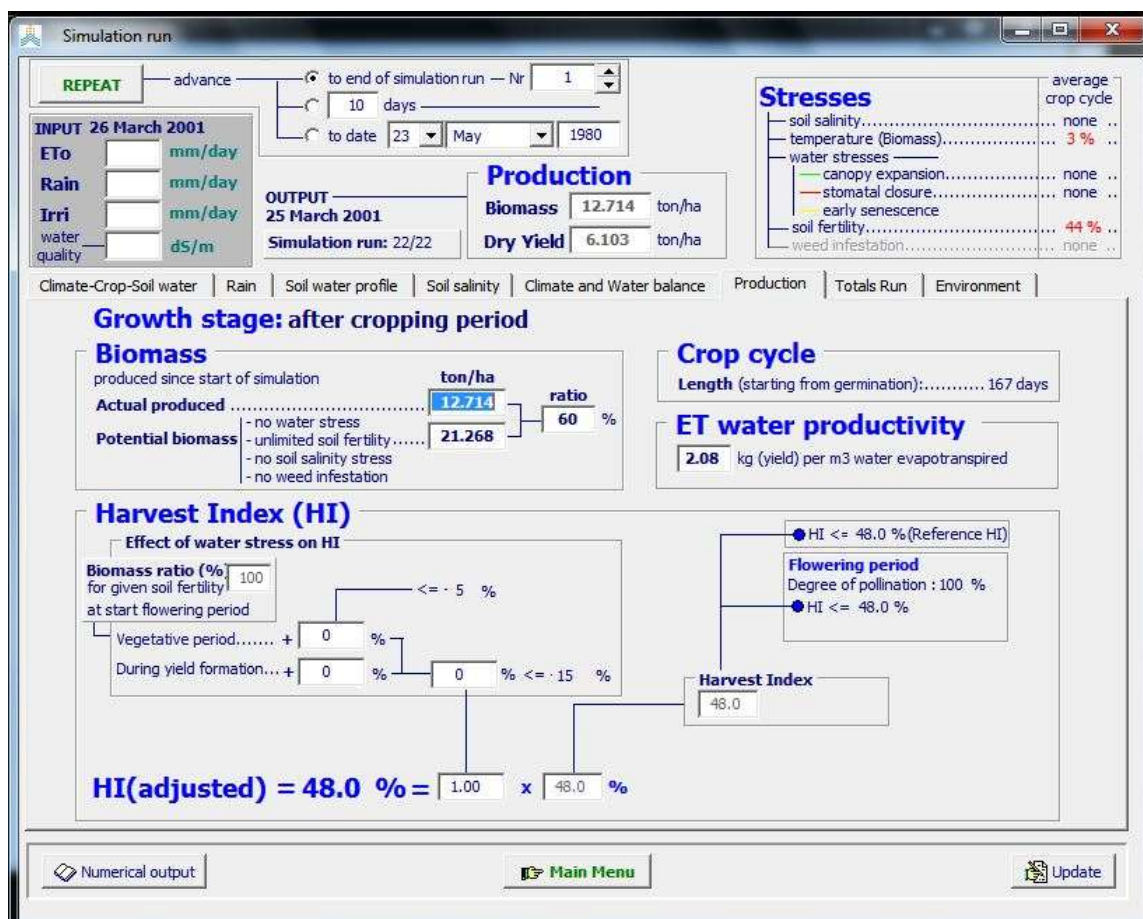 Simulation run
REPEAT
advance
to end of simulation run — Nr 1
10 days
to date 23 May 1980
INPUT 26 March 2001
ETo mm/day
Rain mm/day
Irri mm/day
water quality dS/m
OUTPUT
25 March 2001
Simulation run: 22/22
Production
Biomass 12.714 ton/ha
Dry Yield 6.103 ton/ha
Stresses
average
crop cycle
soil salinity............ none ..
temperature (Biomass)............ 3 % ..
water stresses
canopy expansion............ none ..
stomatal closure............ none ..
early senescence
soil fertility............ 44 % ..
weed infestation............ none ..
Climate-Crop-Soil water | Rain | Soil water profile | Soil salinity | Climate and Water balance | Production | Totals Run | Environment
Growth stage: after cropping period
Biomass
produced since start of simulation ton/ha
Actual produced ............ 12.714
ratio
60 %
Potential biomass
- no water stress
- unlimited soil fertility ...... 21.268
- no soil salinity stress
- no weed infestation
Crop cycle
Length (starting from germination):........... 167 days
ET water productivity
2.08 kg (yield) per m3 water evapotranspired
Harvest Index (HI)
Effect of water stress on HI
Biomass ratio (%) 100
for given soil fertility
at start flowering period
<= · 5 %
Vegetative period....... + 0 %
During yield formation... + 0 % 0 % <= · 15 %
HI <= 48.0 %(Reference HI)
Flowering period
Degree of pollination : 100 %
HI <= 48.0 %
Harvest Index
48.0
HI(adjusted) = 48.0 % = 1.00 x 48.0 %
Numerical output
Main Menu
Update